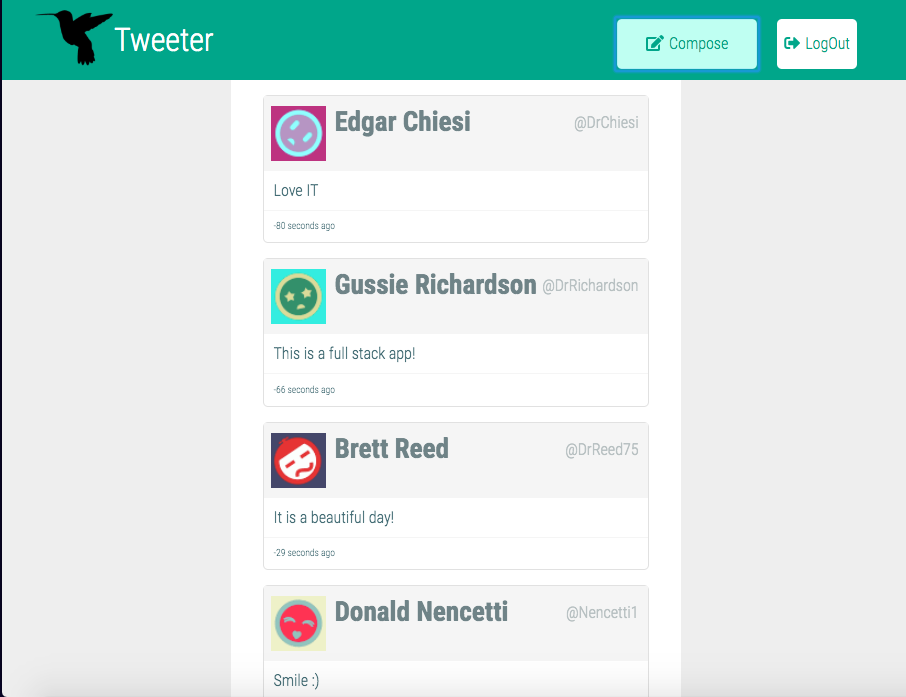 Tweeter
Compose
LogOut
Edgar Chiesi @DrChiesi
Love IT
-80 seconds ago
Gussie Richardson @DrRichardson
This is a full stack app!
-66 seconds ago
Brett Reed @DrReed75
It is a beautiful day!
-29 seconds ago
Donald Nencetti @Nencetti1
Smile :)